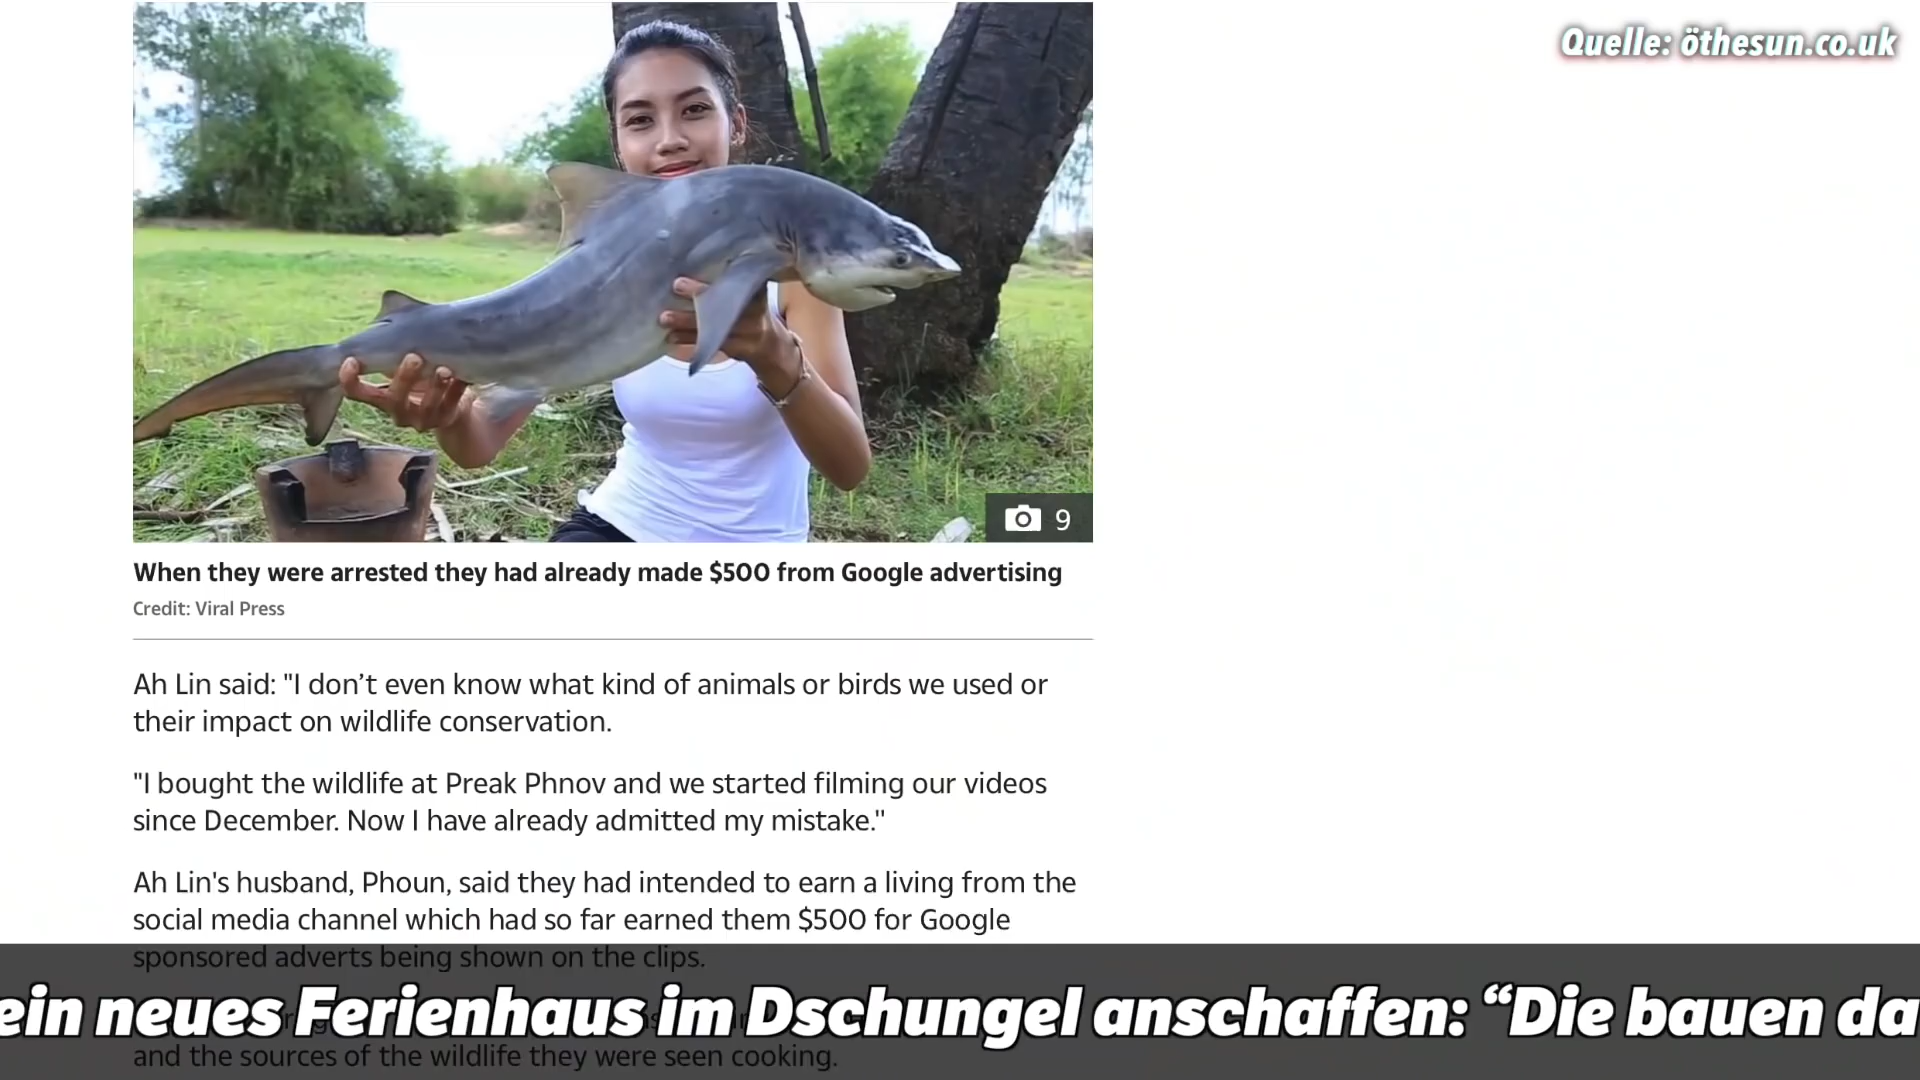 Quelle: öthesun.co.uk
9
When they were arrested they had already made $500 from Google advertising
Credit: Viral Press
Ah Lin said: "I don’t even know what kind of animals or birds we used or
their impact on wildlife conservation.
"I bought the wildlife at Preak Phnov and we started filming our videos
since December. Now I have already admitted my mistake."
Ah Lin's husband, Phoun, said they had intended to earn a living from the
social media channel which had so far earned them $500 for Google
sponsored adverts being shown on the clips.
ein neues Ferienhaus im Dschungel anschaffen: “Die bauen da
and the sources of the wildlife they were seen cooking.